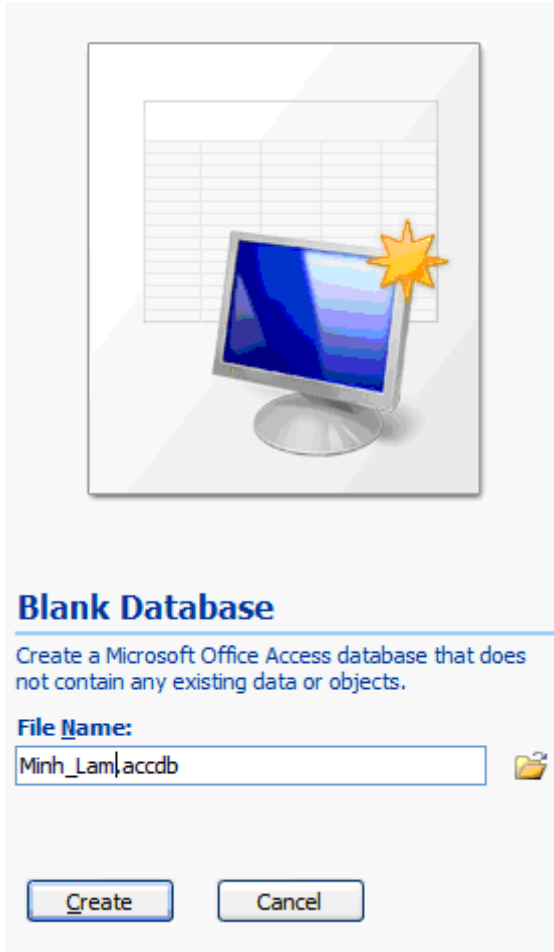 Blank Database
Create a Microsoft Office Access database that does
not contain any existing data or objects.
File Name:
Minh_Lam.accdb
Create Cancel